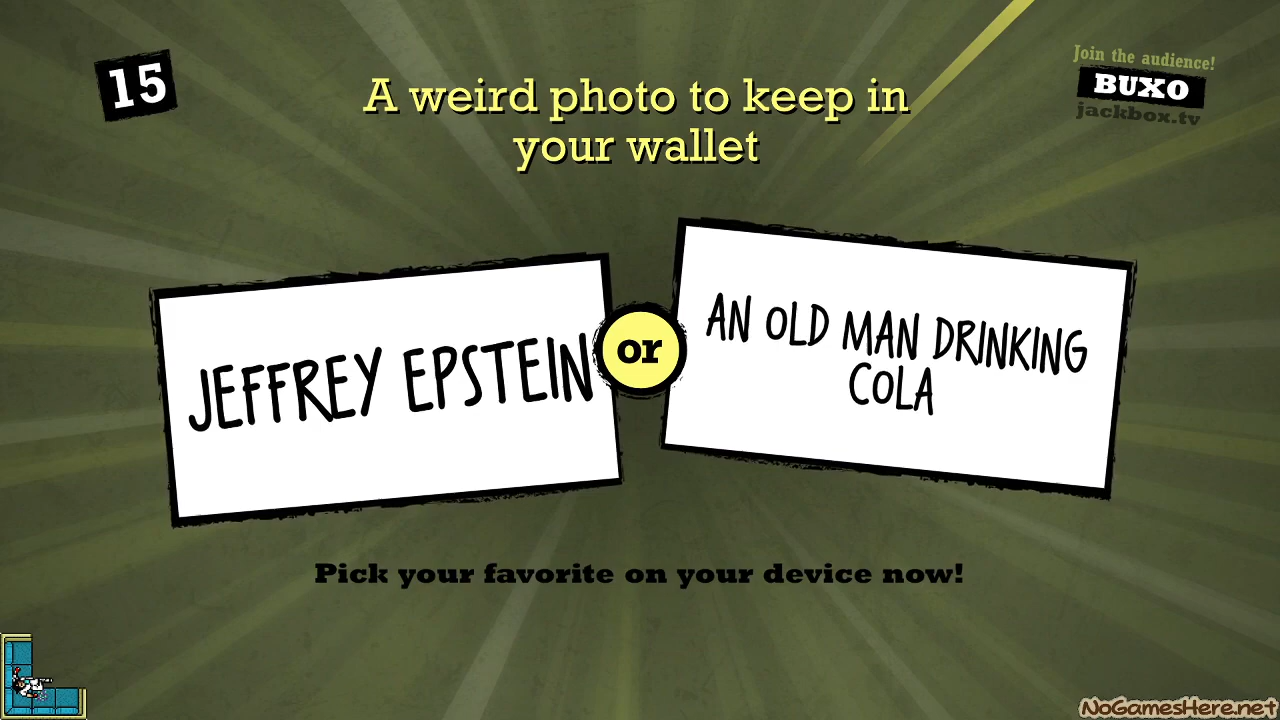 15
A weird photo to keep in
your wallet
Join the audience!
BUXO
jackbox.tv
JEFFREY EPSTEIN
or
AN OLD MAN DRINKING
COLA
Pick your favorite on your device now!
NoGamesHere.net